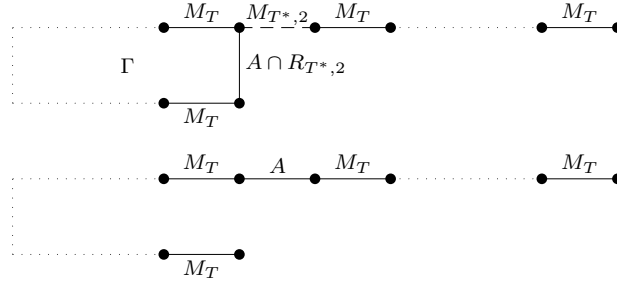 M_T M_{T*,2} M_T M_T
Γ A ∩ R_{T*,2}
M_T
M_T A M_T M_T
M_T